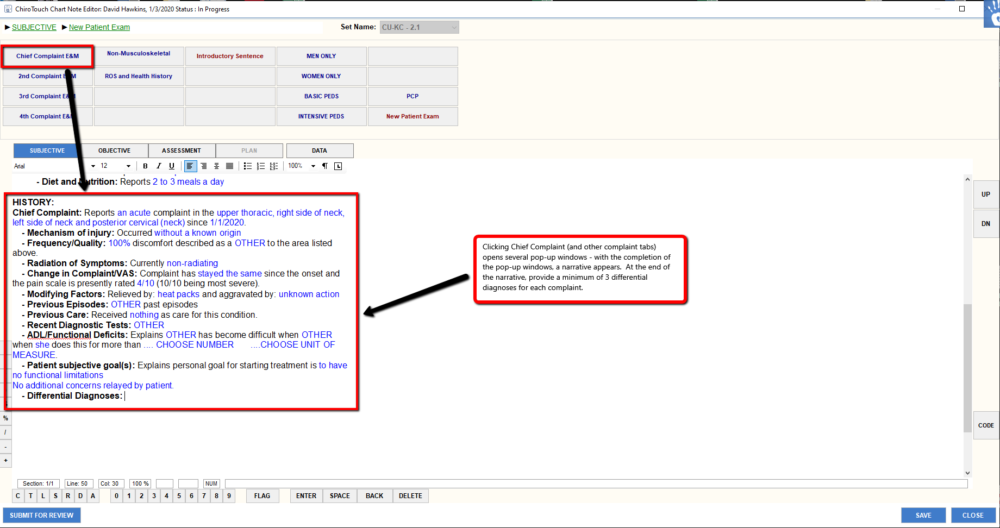 ChiroTouch Chart Note Editor: David Hawkins, 1/3/2020 Status : In Progress
SUBJECTIVE New Patient Exam Set Name: CU-KC - 2.1
Chief Complaint E&M Non-Musculoskeletal Introductory Sentence MEN ONLY
2nd Complaint E M ROS and Health History WOMEN ONLY
3rd Complaint E& BASIC PEDS PCP
4th Complaint E& INTENSIVE PEDS New Patient Exam
SUBJECTIVE OBJECTIVE ASSESSMENT PLAN DATA
Arial 12 B I U 100% ¶
- Diet and Nutrition: Reports 2 to 3 meals a day
HISTORY:
Chief Complaint: Reports an acute complaint in the upper thoracic, right side of neck,
left side of neck and posterior cervical (neck) since 1/1/2020.
- Mechanism of injury: Occurred without a known origin
- Frequency/Quality: 100% discomfort described as a OTHER to the area listed
above.
- Radiation of Symptoms: Currently non-radiating
- Change in Complaint/VAS: Complaint has stayed the same since the onset and
the pain scale is presently rated 4/10 (10/10 being most severe).
- Modifying Factors: Relieved by: heat packs and aggravated by: unknown action
- Previous Episodes: OTHER past episodes
- Previous Care: Received nothing as care for this condition.
- Recent Diagnostic Tests: OTHER
- ADL/Functional Deficits: Explains OTHER has become difficult when OTHER
when she does this for more than .... CHOOSE NUMBER ....CHOOSE UNIT OF
MEASURE.
- Patient subjective goal(s): Explains personal goal for starting treatment is to have
no functional limitations
No additional concerns relayed by patient.
- Differential Diagnoses:
Clicking Chief Complaint (and other complaint tabs)
opens several pop-up windows - with the completion of
the pop-up windows, a narrative appears. At the end of
the narrative, provide a minimum of 3 differential
diagnoses for each complaint.
UP
DN
CODE
%
/
-
+
Section: 1/1 Line: 50 Col: 30 100 % NUM
C T L S R D A 0 1 2 3 4 5 6 7 8 9 FLAG ENTER SPACE BACK DELETE
SUBMIT FOR REVIEW SAVE CLOSE